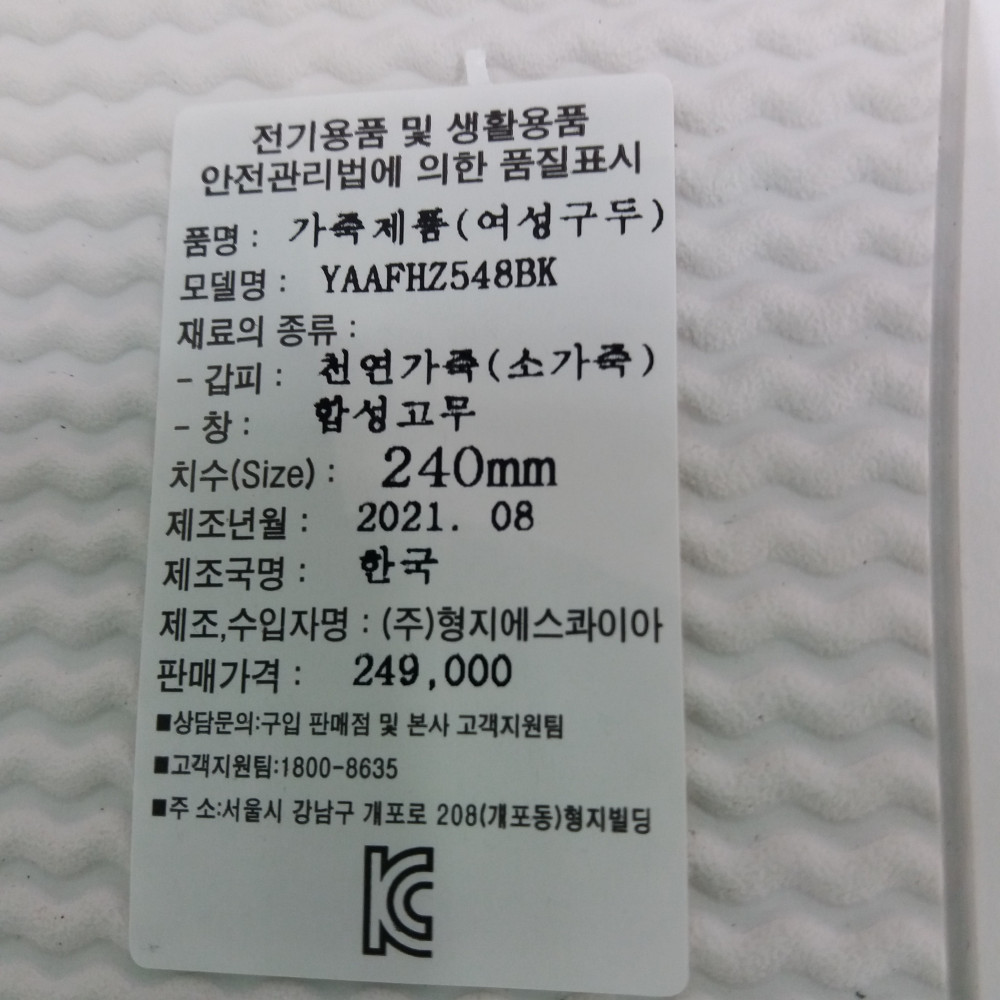 전기용품 및 생활용품
안전관리법에 의한 품질표시
품명 : 가죽제품(여성구두)
모델명 : YAAFHZ548BK
재료의 종류 :
- 갑피 : 천연가죽(소가죽)
- 창 : 합성고무
치수(Size) : 240mm
제조년월 : 2021. 08
제조국명 : 한국
제조,수입자명 : (주)형지에스콰이아
판매가격 : 249,000
■상담문의:구입 판매점 및 본사 고객지원팀
■고객지원팀:1800-8635
■주 소:서울시 강남구 개포로 208(개포동)형지빌딩
KC